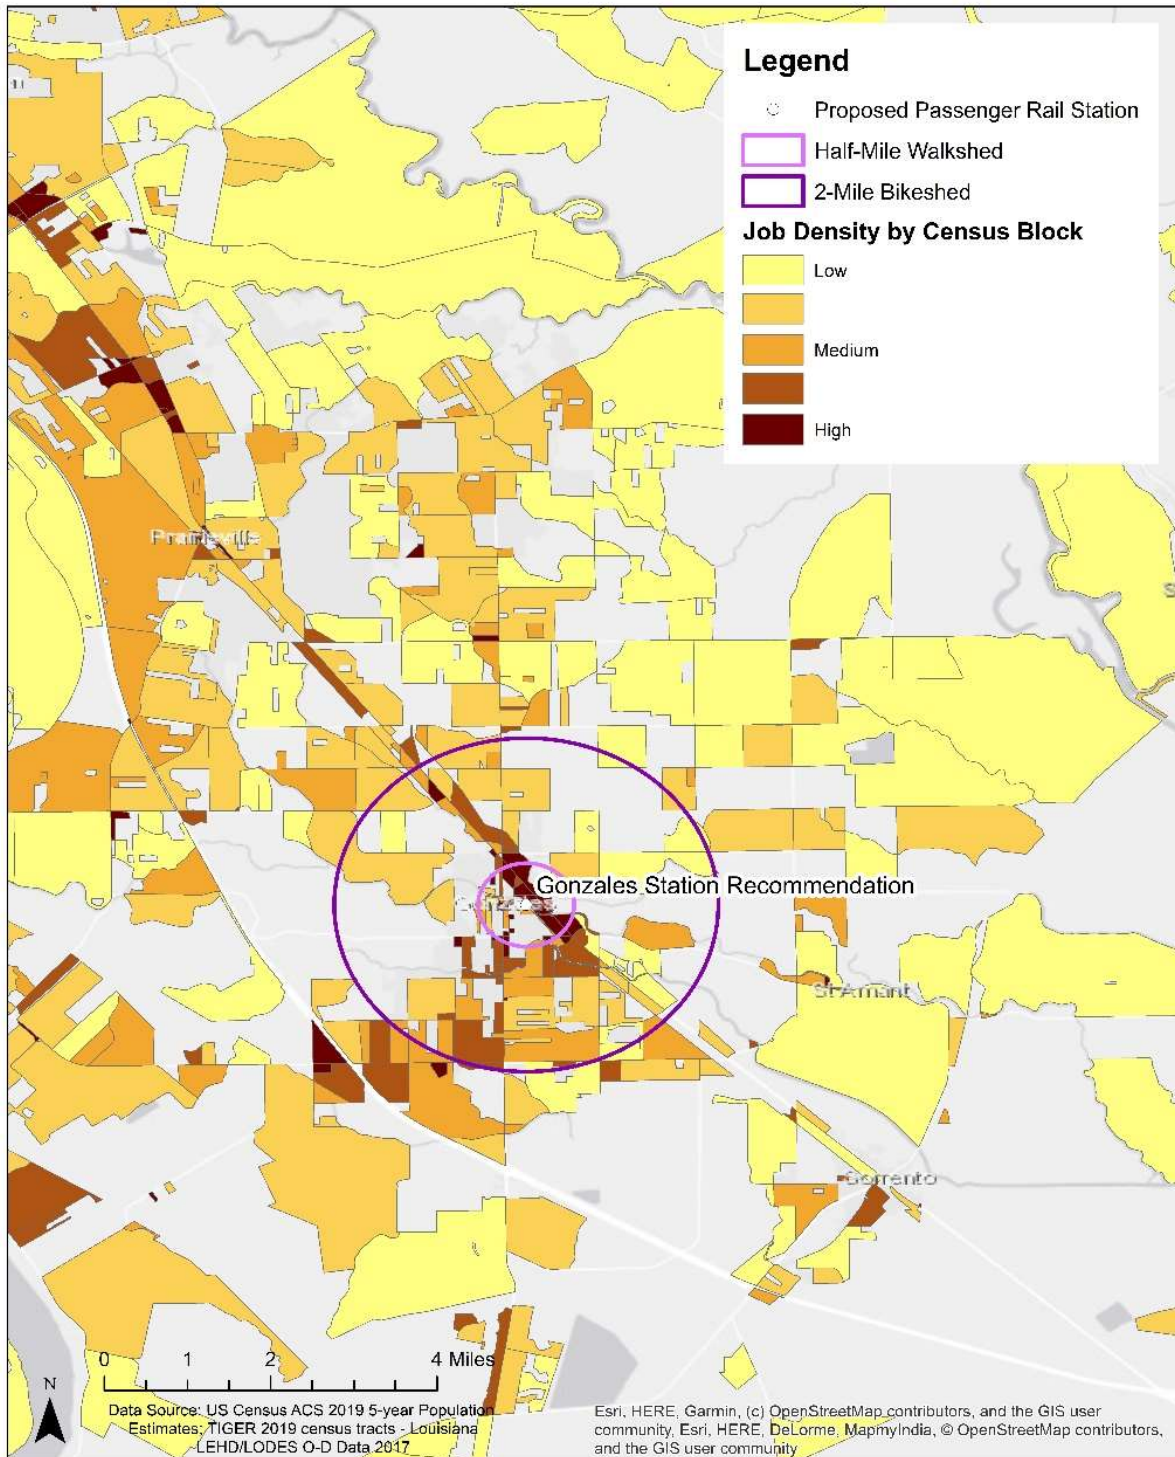 Legend
Proposed Passenger Rail Station
Half-Mile Walkshed
2-Mile Bikeshed
Job Density by Census Block
Low
Medium
High
Prairieville
Gonzales Station Recommendation
Gonzales
St Amant
Sorrento
0 1 2 4 Miles
N
Data Source: US Census ACS 2019 5-year Population
Estimates; TIGER 2019 census tracts - Louisiana
LEHD/LODES O-D Data 2017
Esri, HERE, Garmin, (c) OpenStreetMap contributors, and the GIS user
community, Esri, HERE, DeLorme, MapmyIndia, © OpenStreetMap contributors,
and the GIS user community